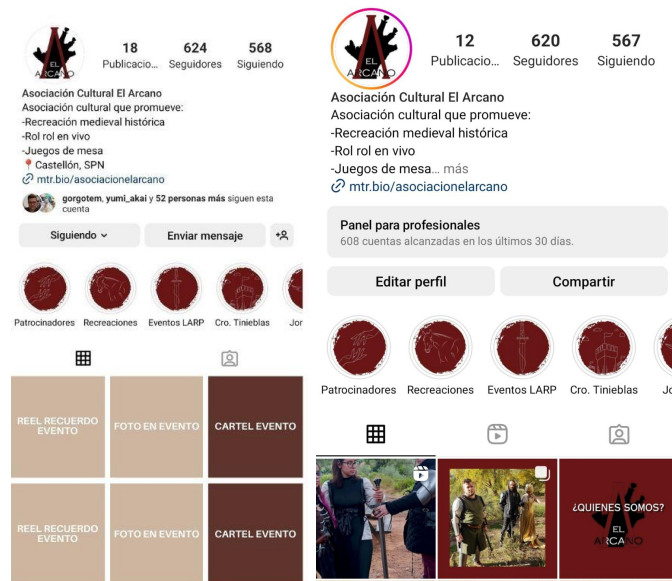 EL
ARCANO
18
624
568
Publicacio...
Seguidores
Siguiendo
Asociación Cultural El Arcano
Asociación cultural que promueve:
-Recreación medieval histórica
-Rol rol en vivo
-Juegos de mesa
Castellón, SPN
mtr.bio/asociacionelarcano
gorgotem, yumi_akai y 52 personas más siguen esta
cuenta
Siguiendo
Enviar mensaje
Patrocinadores
Recreaciones
Eventos LARP
Cro. Tinieblas
Jor
REEL RECUERDO
EVENTO
FOTO EN EVENTO
CARTEL EVENTO
REEL RECUERDO
EVENTO
FOTO EN EVENTO
CARTEL EVENTO
EL
ARCANO
12
620
567
Publicacio...
Seguidores
Siguiendo
Asociación Cultural El Arcano
Asociación cultural que promueve:
-Recreación medieval histórica
-Rol rol en vivo
-Juegos de mesa... más
mtr.bio/asociacionelarcano
Panel para profesionales
608 cuentas alcanzadas en los últimos 30 días.
Editar perfil
Compartir
Patrocinadores
Recreaciones
Eventos LARP
Cro. Tinieblas
Jo
¿QUIENES SOMOS?
EL
ARCANO